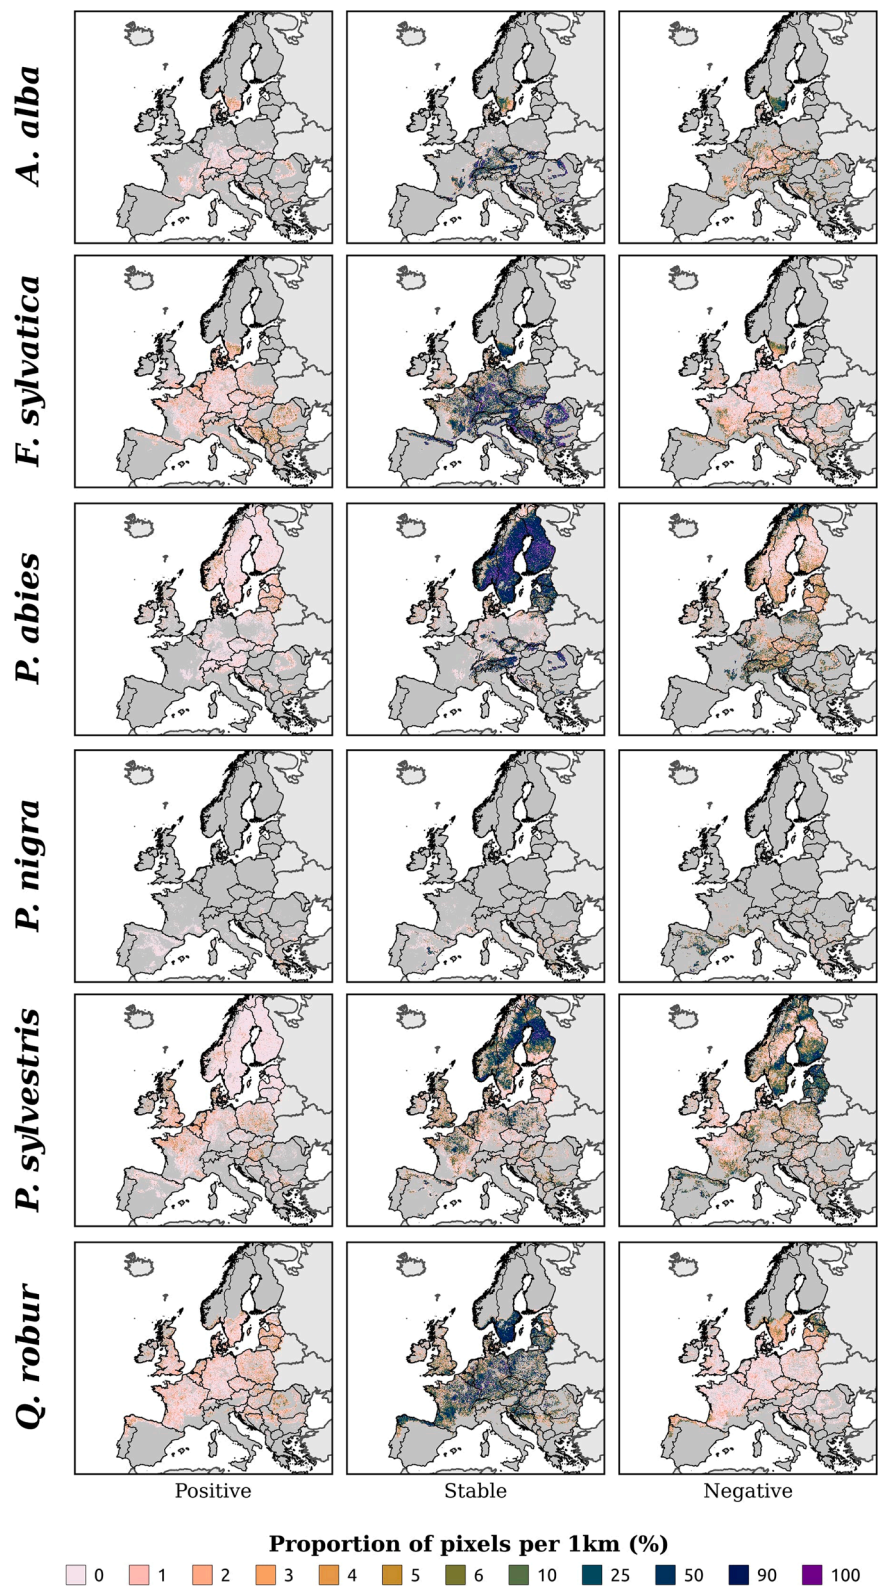 A. alba
F. sylvatica
P. abies
P. nigra
P. sylvestris
Q. robur
Positive Stable Negative
Proportion of pixels per 1km (%)
0 1 2 3 4 5 6 10 25 50 90 100